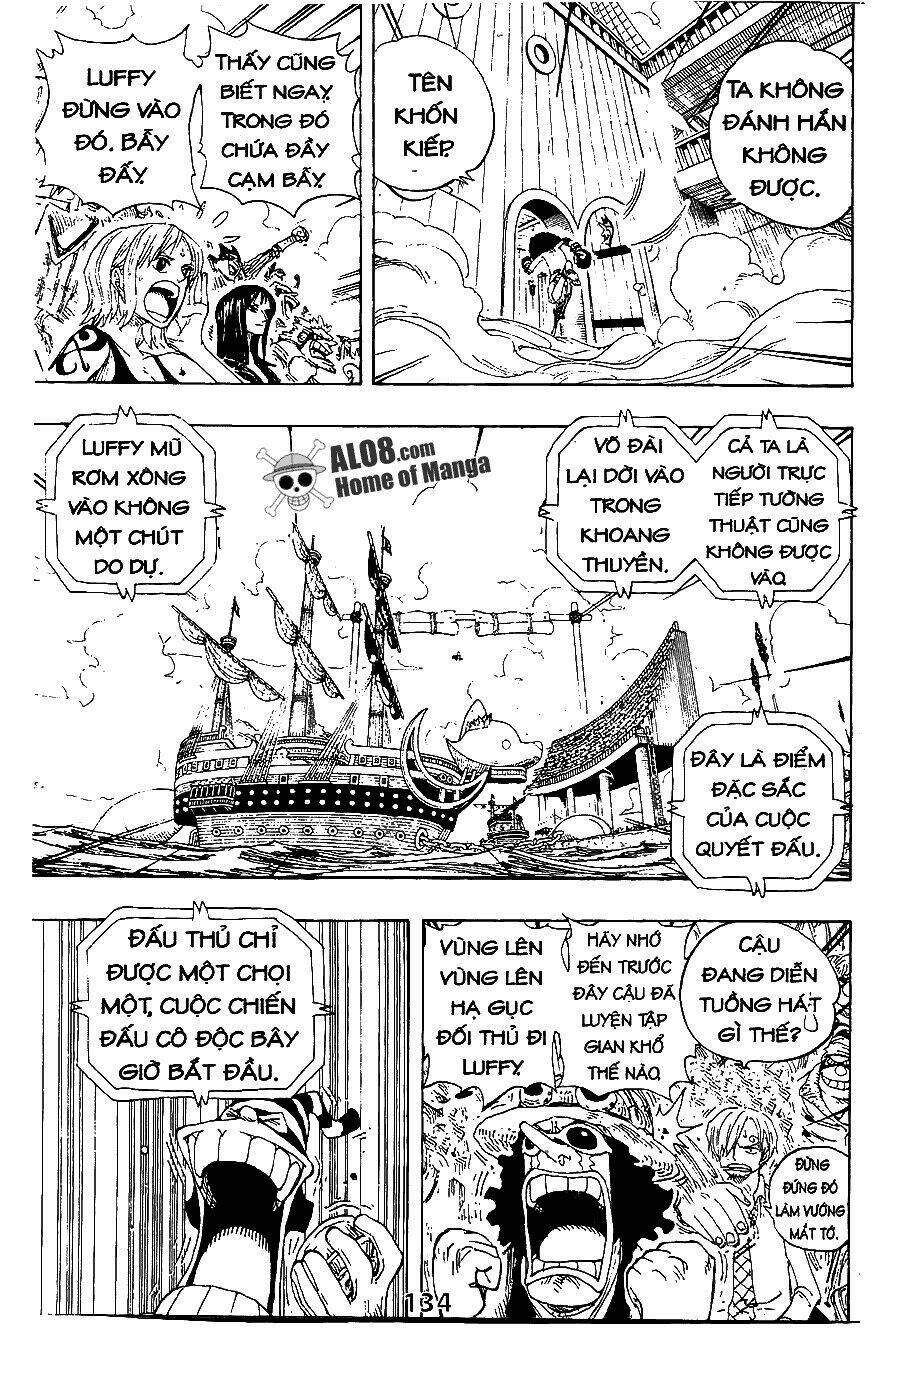 TA KHÔNG
ĐÁNH HẮN
KHÔNG
ĐƯỢC.
TÊN
KHỐN
KIẾP.
THẤY CŨNG
BIẾT NGAY
TRONG ĐÓ
CHỨA ĐẦY
CẠM BẪY.
LUFFY
ĐỪNG VÀO
ĐÓ. BẪY
ĐẤY.
CẢ TA LÀ
NGƯỜI TRỰC
TIẾP TƯỜNG
THUẬT CŨNG
KHÔNG ĐƯỢC
VÀO.
VÕ ĐÀI
LẠI DỜI VÀO
TRONG
KHOANG
THUYỀN.
ALO8.com
Home of Manga
LUFFY MŨ
RƠM XÔNG
VÀO KHÔNG
MỘT CHÚT
DO DỰ.
ĐÂY LÀ ĐIỂM
ĐẶC SẮC
CỦA CUỘC
QUYẾT ĐẤU.
CẬU
ĐANG DIỄN
TUỒNG HÁT
GÌ THẾ?
HÃY NHỚ
ĐẾN TRƯỚC
ĐÂY CẬU ĐÃ
LUYỆN TẬP
GIAN KHỔ
THẾ NÀO.
VÙNG LÊN
VÙNG LÊN
HẠ GỤC
ĐỐI THỦ ĐI
LUFFY.
ĐỪNG
ĐỨNG ĐÓ
LÀM VƯỚNG
MẮT TỚ.
ĐẤU THỦ CHỈ
ĐƯỢC MỘT CHỌI
MỘT, CUỘC CHIẾN
ĐẤU CÔ ĐỘC BÂY
GIỜ BẮT ĐẦU.
134